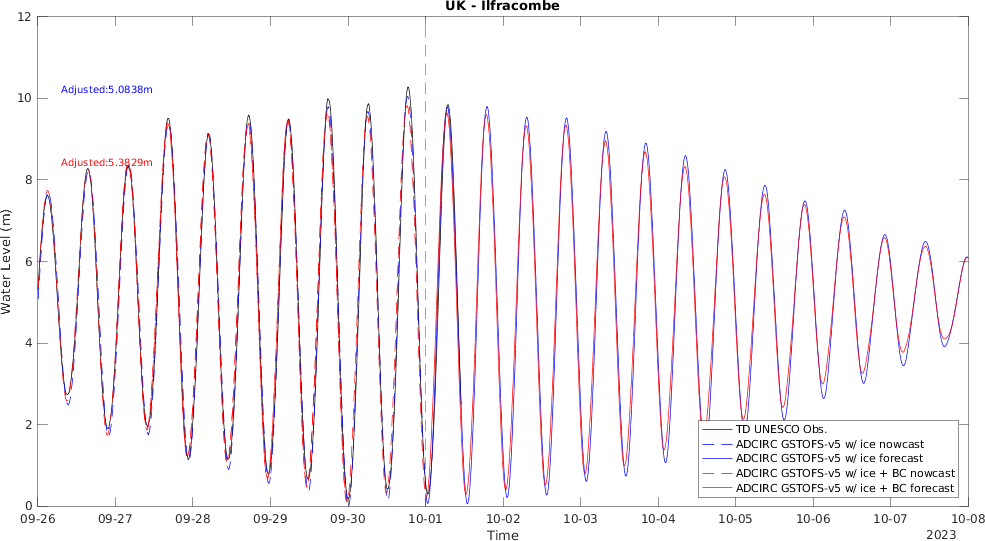 UK - Ilfracombe
12
10
8
6
4
2
0
Water Level (m)
Adjusted:5.0838m
Adjusted:5.3829m
TD UNESCO Obs.
ADCIRC GSTOFS-v5 w/ ice nowcast
ADCIRC GSTOFS-v5 w/ ice forecast
ADCIRC GSTOFS-v5 w/ ice + BC nowcast
ADCIRC GSTOFS-v5 w/ ice + BC forecast
09-26 09-27 09-28 09-29 09-30 10-01 10-02 10-03 10-04 10-05 10-06 10-07 10-08
Time
2023